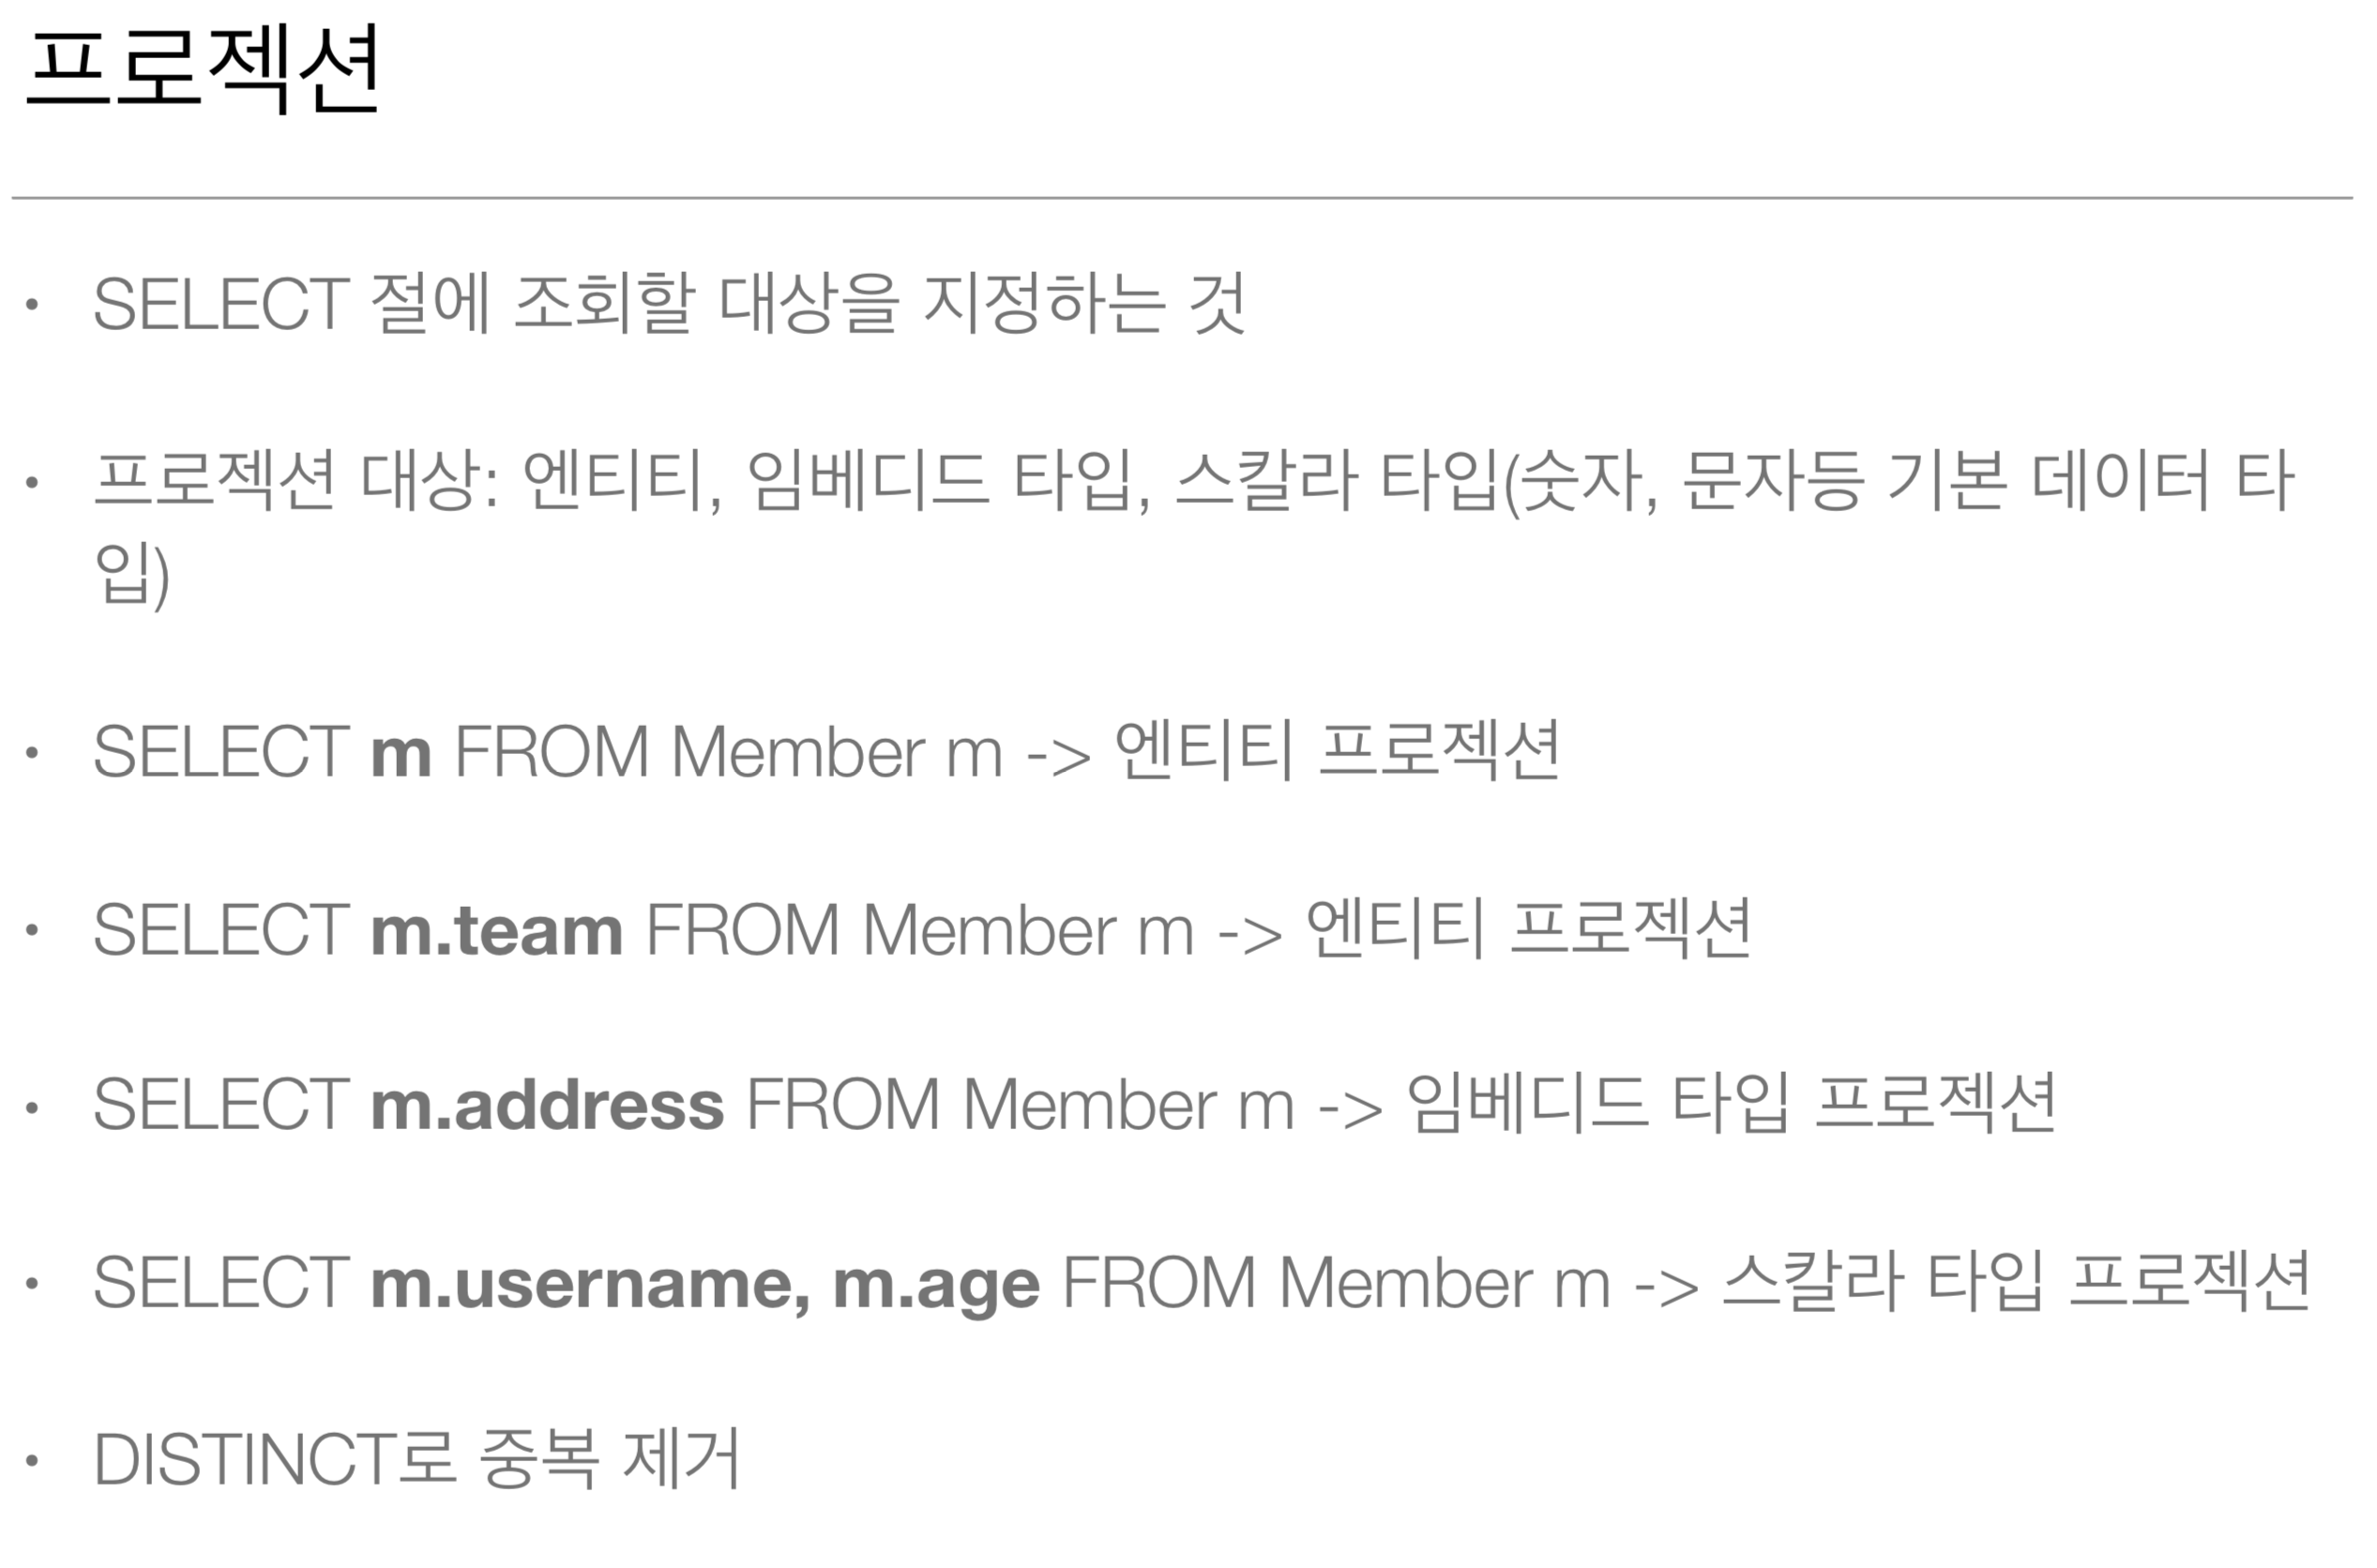 프로젝션
• SELECT 절에 조회할 대상을 지정하는 것
• 프로젝션 대상: 엔티티, 임베디드 타입, 스칼라 타입(숫자, 문자등 기본 데이터 타
입)
• SELECT m FROM Member m -> 엔티티 프로젝션
• SELECT m.team FROM Member m -> 엔티티 프로젝션
• SELECT m.address FROM Member m -> 임베디드 타입 프로젝션
• SELECT m.username, m.age FROM Member m -> 스칼라 타입 프로젝션
• DISTINCT로 중복 제거